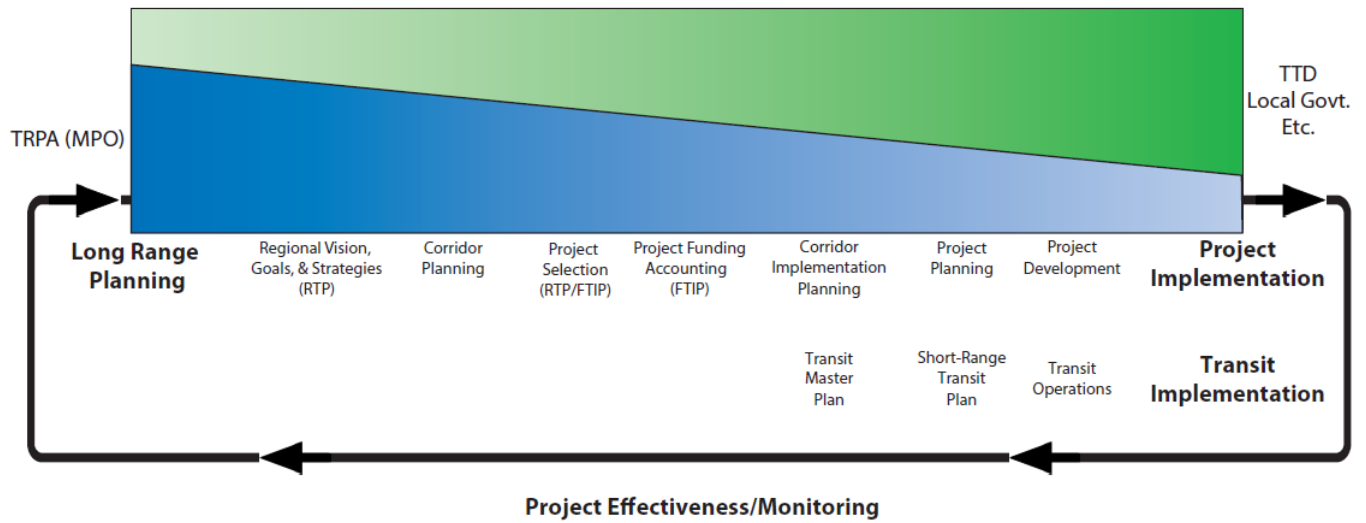 TRPA (MPO)
TTD
Local Govt.
Etc.
Long Range
Planning
Regional Vision,
Goals, & Strategies
(RTP)
Corridor
Planning
Project
Selection
(RTP/FTIP)
Project Funding
Accounting
(FTIP)
Corridor
Implementation
Planning
Project
Planning
Project
Development
Project
Implementation
Transit
Master
Plan
Short-Range
Transit
Plan
Transit
Operations
Transit
Implementation
Project Effectiveness/Monitoring